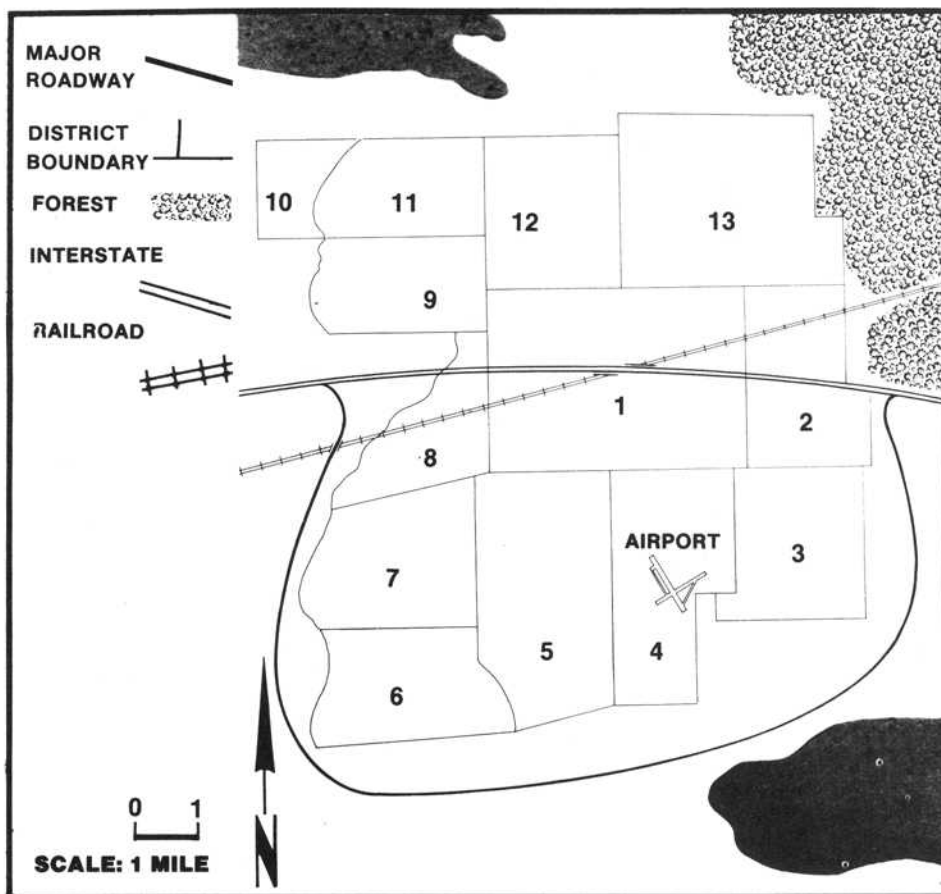 MAJOR
ROADWAY
DISTRICT
BOUNDARY
FOREST
INTERSTATE
RAILROAD
10
11
12
13
9
1
2
8
AIRPORT
3
7
5
4
6
0 1
SCALE: 1 MILE
N